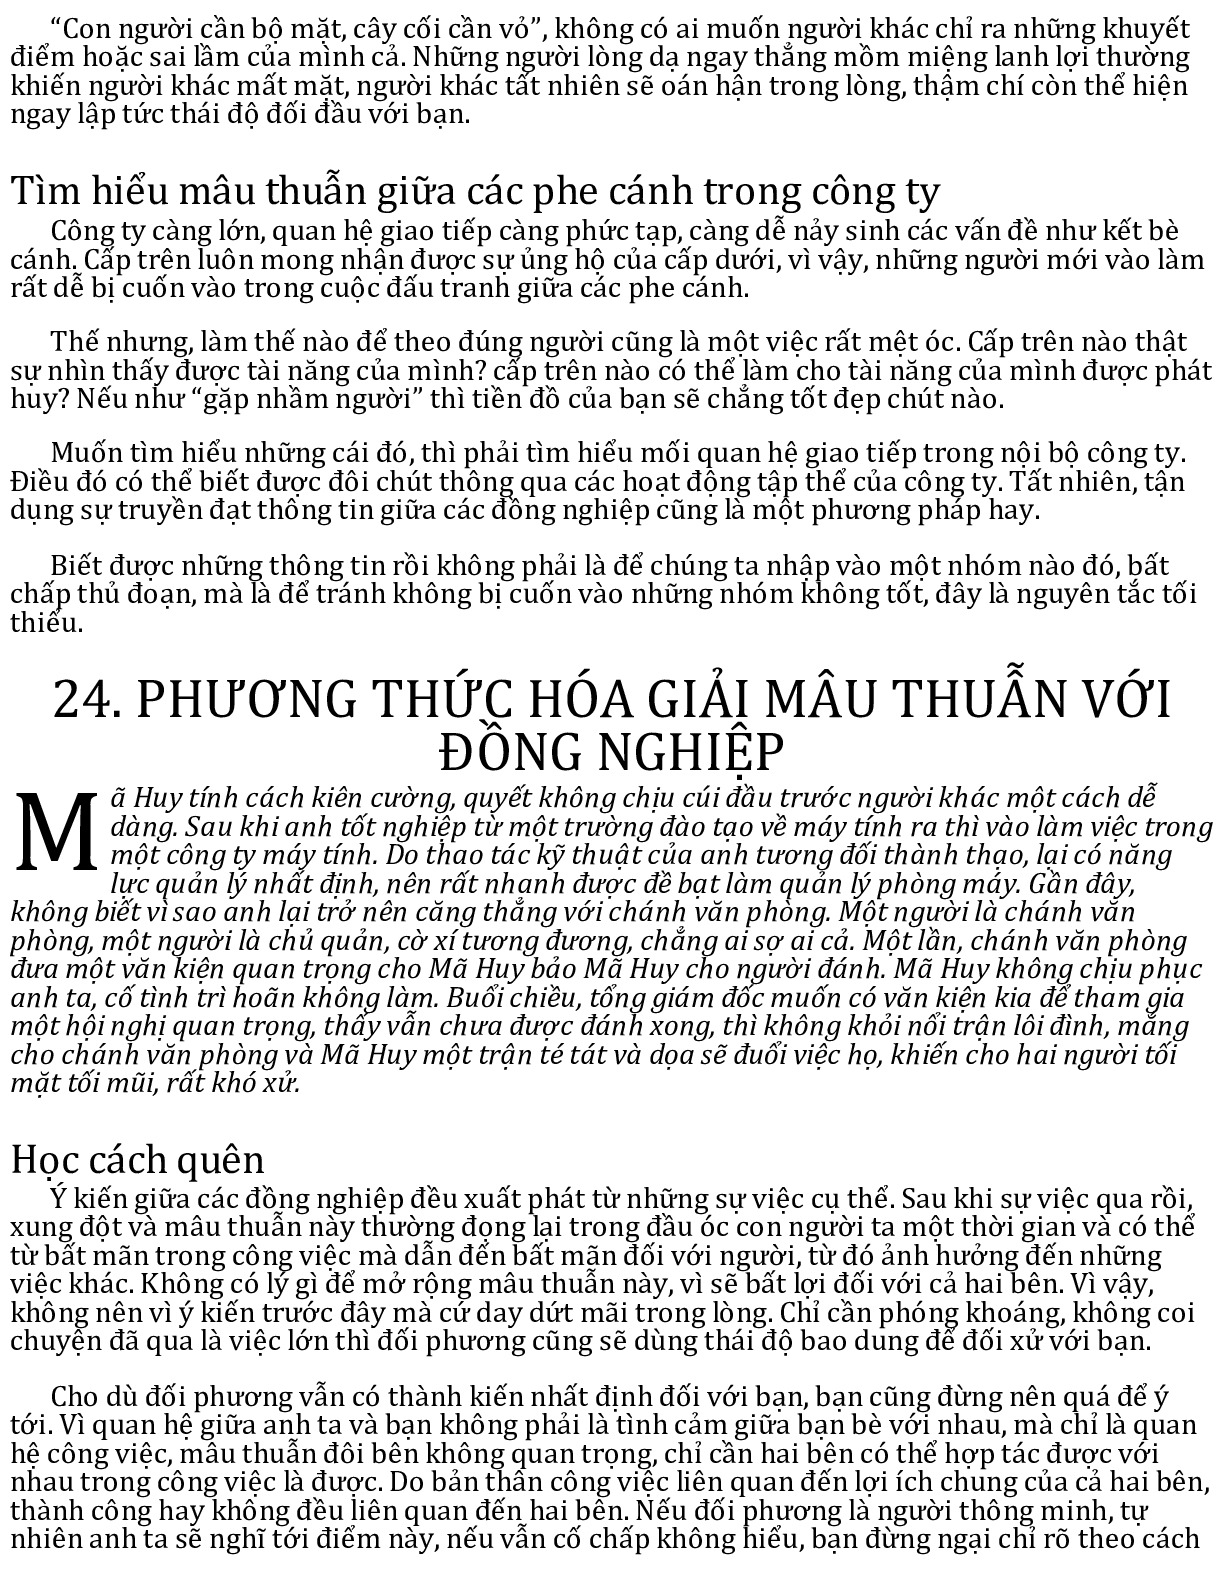 “Con người cần bộ mặt, cây cối cần vỏ”, không có ai muốn người khác chỉ ra những khuyết
điểm hoặc sai lầm của mình cả. Những người lòng dạ ngay thẳng mồm miệng lanh lợi thường
khiến người khác mất mặt, người khác tất nhiên sẽ oán hận trong lòng, thậm chí còn thể hiện
ngay lập tức thái độ đối đầu với bạn.
Tìm hiểu mâu thuẫn giữa các phe cánh trong công ty
Công ty càng lớn, quan hệ giao tiếp càng phức tạp, càng dễ nảy sinh các vấn đề như kết bè
cánh. Cấp trên luôn mong nhận được sự ủng hộ của cấp dưới, vì vậy, những người mới vào làm
rất dễ bị cuốn vào trong cuộc đấu tranh giữa các phe cánh.
Thế nhưng, làm thế nào để theo đúng người cũng là một việc rất mệt óc. Cấp trên nào thật
sự nhìn thấy được tài năng của mình? cấp trên nào có thể làm cho tài năng của mình được phát
huy? Nếu như “gặp nhầm người” thì tiền đồ của bạn sẽ chẳng tốt đẹp chút nào.
Muốn tìm hiểu những cái đó, thì phải tìm hiểu mối quan hệ giao tiếp trong nội bộ công ty.
Điều đó có thể biết được đôi chút thông qua các hoạt động tập thể của công ty. Tất nhiên, tận
dụng sự truyền đạt thông tin giữa các đồng nghiệp cũng là một phương pháp hay.
Biết được những thông tin rồi không phải là để chúng ta nhập vào một nhóm nào đó, bất
chấp thủ đoạn, mà là để tránh không bị cuốn vào những nhóm không tốt, đây là nguyên tắc tối
thiểu.
24. PHƯƠNG THỨC HÓA GIẢI MÂU THUẪN VỚI
ĐỒNG NGHIỆP
Mã Huy tính cách kiên cường, quyết không chịu cúi đầu trước người khác một cách dễ
dàng. Sau khi anh tốt nghiệp từ một trường đào tạo về máy tính ra thì vào làm việc trong
một công ty máy tính. Do thao tác kỹ thuật của anh tương đối thành thạo, lại có năng
lực quản lý nhất định, nên rất nhanh được đề bạt làm quản lý phòng máy. Gần đây,
không biết vì sao anh lại trở nên căng thẳng với chánh văn phòng. Một người là chánh văn
phòng, một người là chủ quản, cờ xí tương đương, chẳng ai sợ ai cả. Một lần, chánh văn phòng
đưa một văn kiện quan trọng cho Mã Huy bảo Mã Huy cho người đánh. Mã Huy không chịu phục
anh ta, cố tình trì hoãn không làm. Buổi chiều, tổng giám đốc muốn có văn kiện kia để tham gia
một hội nghị quan trọng, thấy vẫn chưa được đánh xong, thì không khỏi nổi trận lôi đình, mắng
cho chánh văn phòng và Mã Huy một trận té tát và dọa sẽ đuổi việc họ, khiến cho hai người tối
mặt tối mũi, rất khó xử.
Học cách quên
Ý kiến giữa các đồng nghiệp đều xuất phát từ những sự việc cụ thể. Sau khi sự việc qua rồi,
xung đột và mâu thuẫn này thường đọng lại trong đầu óc con người ta một thời gian và có thể
từ bất mãn trong công việc mà dẫn đến bất mãn đối với người, từ đó ảnh hưởng đến những
việc khác. Không có lý gì để mở rộng mâu thuẫn này, vì sẽ bất lợi đối với cả hai bên. Vì vậy,
không nên vì ý kiến trước đây mà cứ day dứt mãi trong lòng. Chỉ cần phóng khoáng, không coi
chuyện đã qua là việc lớn thì đối phương cũng sẽ dùng thái độ bao dung để đối xử với bạn.
Cho dù đối phương vẫn có thành kiến nhất định đối với bạn, bạn cũng đừng nên quá để ý
tới. Vì quan hệ giữa anh ta và bạn không phải là tình cảm giữa bạn bè với nhau, mà chỉ là quan
hệ công việc, mâu thuẫn đôi bên không quan trọng, chỉ cần hai bên có thể hợp tác được với
nhau trong công việc là được. Do bản thân công việc liên quan đến lợi ích chung của cả hai bên,
thành công hay không đều liên quan đến hai bên. Nếu đối phương là người thông minh, tự
nhiên anh ta sẽ nghĩ tới điểm này, nếu vẫn cố chấp không hiểu, bạn đừng ngại chỉ rõ theo cách